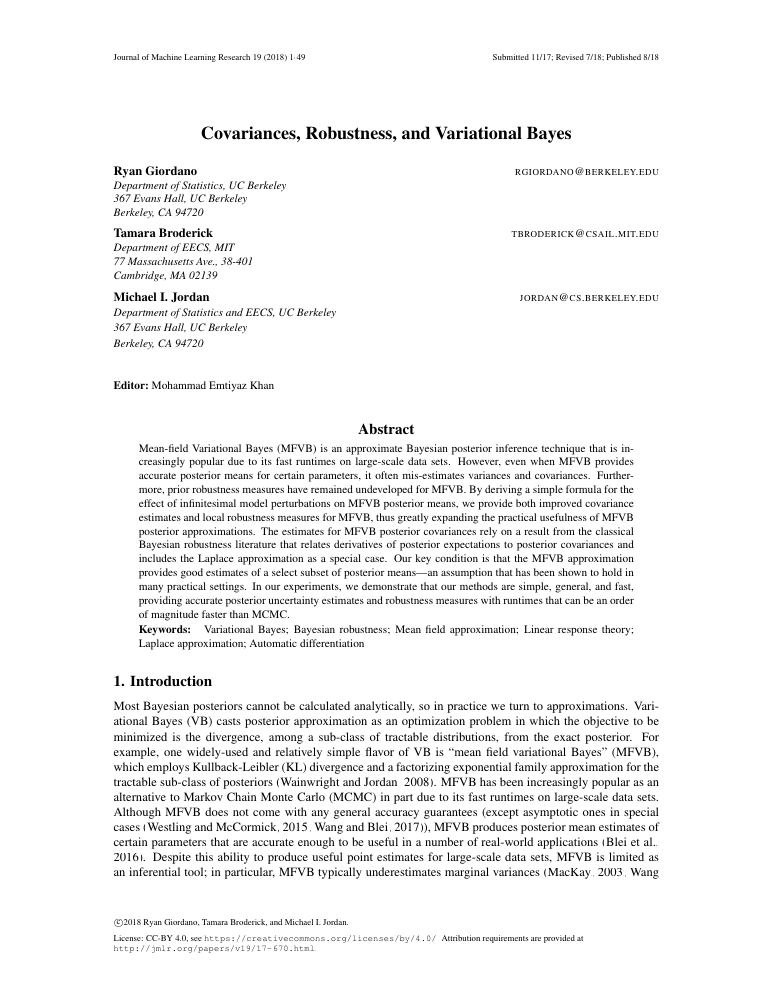 Journal of Machine Learning Research 19 (2018) 1-49
Submitted 11/17; Revised 7/18; Published 8/18
Covariances, Robustness, and Variational Bayes
Ryan Giordano
RGIORDANO@BERKELEY.EDU
Department of Statistics, UC Berkeley
367 Evans Hall, UC Berkeley
Berkeley, CA 94720
Tamara Broderick
TBRODERICK@CSAIL.MIT.EDU
Department of EECS, MIT
77 Massachusetts Ave., 38-401
Cambridge, MA 02139
Michael I. Jordan
JORDAN@CS.BERKELEY.EDU
Department of Statistics and EECS, UC Berkeley
367 Evans Hall, UC Berkeley
Berkeley, CA 94720
Editor: Mohammad Emtiyaz Khan
Abstract
Mean-field Variational Bayes (MFVB) is an approximate Bayesian posterior inference technique that is in-
creasingly popular due to its fast runtimes on large-scale data sets. However, even when MFVB provides
accurate posterior means for certain parameters, it often mis-estimates variances and covariances. Further-
more, prior robustness measures have remained undeveloped for MFVB. By deriving a simple formula for the
effect of infinitesimal model perturbations on MFVB posterior means, we provide both improved covariance
estimates and local robustness measures for MFVB, thus greatly expanding the practical usefulness of MFVB
posterior approximations. The estimates for MFVB posterior covariances rely on a result from the classical
Bayesian robustness literature that relates derivatives of posterior expectations to posterior covariances and
includes the Laplace approximation as a special case. Our key condition is that the MFVB approximation
provides good estimates of a select subset of posterior means—an assumption that has been shown to hold in
many practical settings. In our experiments, we demonstrate that our methods are simple, general, and fast,
providing accurate posterior uncertainty estimates and robustness measures with runtimes that can be an order
of magnitude faster than MCMC.
Keywords: Variational Bayes; Bayesian robustness; Mean field approximation; Linear response theory;
Laplace approximation; Automatic differentiation
1. Introduction
Most Bayesian posteriors cannot be calculated analytically, so in practice we turn to approximations. Vari-
ational Bayes (VB) casts posterior approximation as an optimization problem in which the objective to be
minimized is the divergence, among a sub-class of tractable distributions, from the exact posterior. For
example, one widely-used and relatively simple flavor of VB is “mean field variational Bayes” (MFVB),
which employs Kullback-Leibler (KL) divergence and a factorizing exponential family approximation for the
tractable sub-class of posteriors (Wainwright and Jordan 2008). MFVB has been increasingly popular as an
alternative to Markov Chain Monte Carlo (MCMC) in part due to its fast runtimes on large-scale data sets.
Although MFVB does not come with any general accuracy guarantees (except asymptotic ones in special
cases (Westling and McCormick, 2015, Wang and Blei, 2017)), MFVB produces posterior mean estimates of
certain parameters that are accurate enough to be useful in a number of real-world applications (Blei et al.,
2016). Despite this ability to produce useful point estimates for large-scale data sets, MFVB is limited as
an inferential tool; in particular, MFVB typically underestimates marginal variances (MacKay, 2003, Wang
©2018 Ryan Giordano, Tamara Broderick, and Michael I. Jordan.
License: CC-BY 4.0, see https://creativecommons.org/licenses/by/4.0/ Attribution requirements are provided at
http://jmlr.org/papers/v19/17-670.html